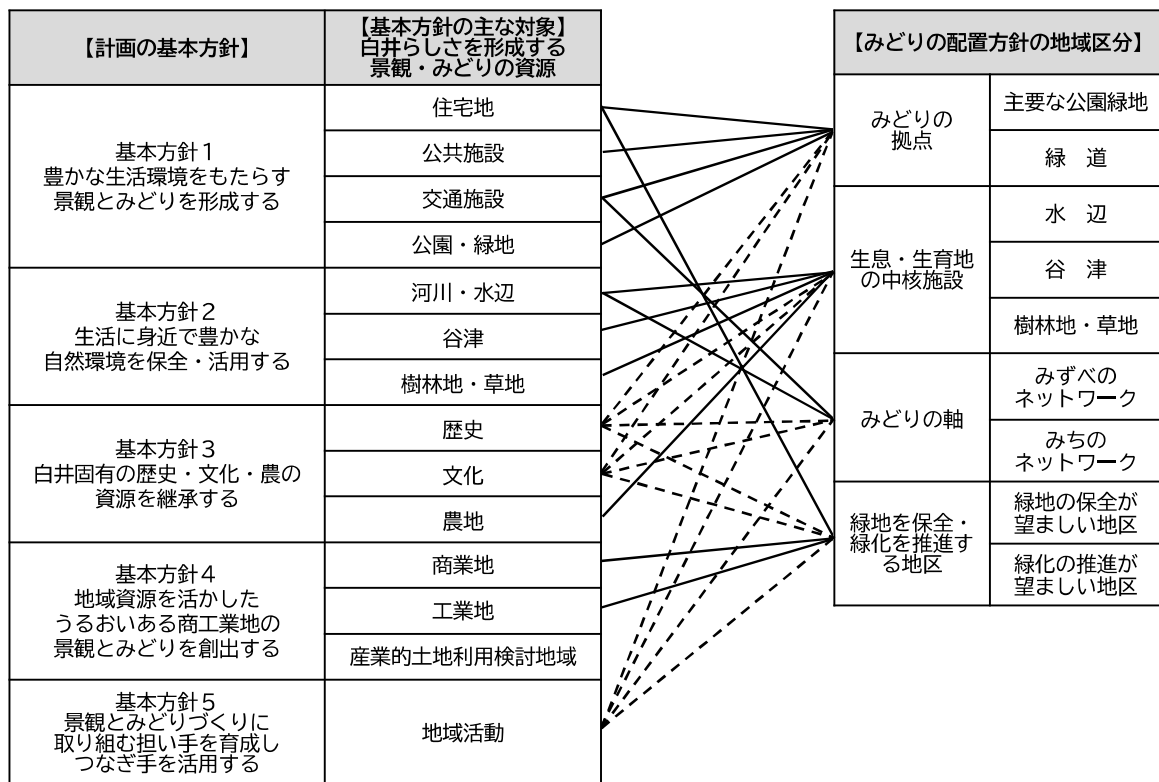 【計画の基本方針】
【基本方針の主な対象】
白井らしさを形成する
景観・みどりの資源
基本方針１
豊かな生活環境をもたらす
景観とみどりを形成する
住宅地
公共施設
交通施設
公園・緑地
基本方針２
生活に身近で豊かな
自然環境を保全・活用する
河川・水辺
谷津
樹林地・草地
基本方針３
白井固有の歴史・文化・農の
資源を継承する
歴史
文化
農地
基本方針４
地域資源を活かした
うるおいある商工業地の
景観とみどりを創出する
商業地
工業地
産業的土地利用検討地域
基本方針５
景観とみどりづくりに
取り組む担い手を育成し
つなぎ手を活用する
地域活動
【みどりの配置方針の地域区分】
みどりの
拠点
主要な公園緑地
緑　道
生息・生育地
の中核施設
水　辺
谷　津
樹林地・草地
みどりの軸
みずべの
ネットワーク
みちの
ネットワーク
緑地を保全・
緑化を推進す
る地区
緑地の保全が
望ましい地区
緑化の推進が
望ましい地区